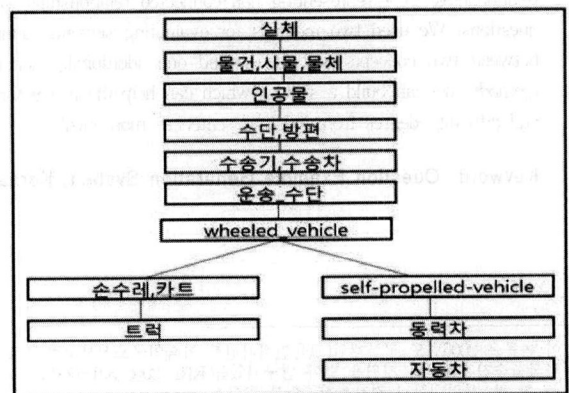 실체
물건,사물,물체
인공물
수단,방편
수송기,수송차
운송_수단
wheeled_vehicle
손수레,카트
self-propelled-vehicle
트럭
동력차
자동차